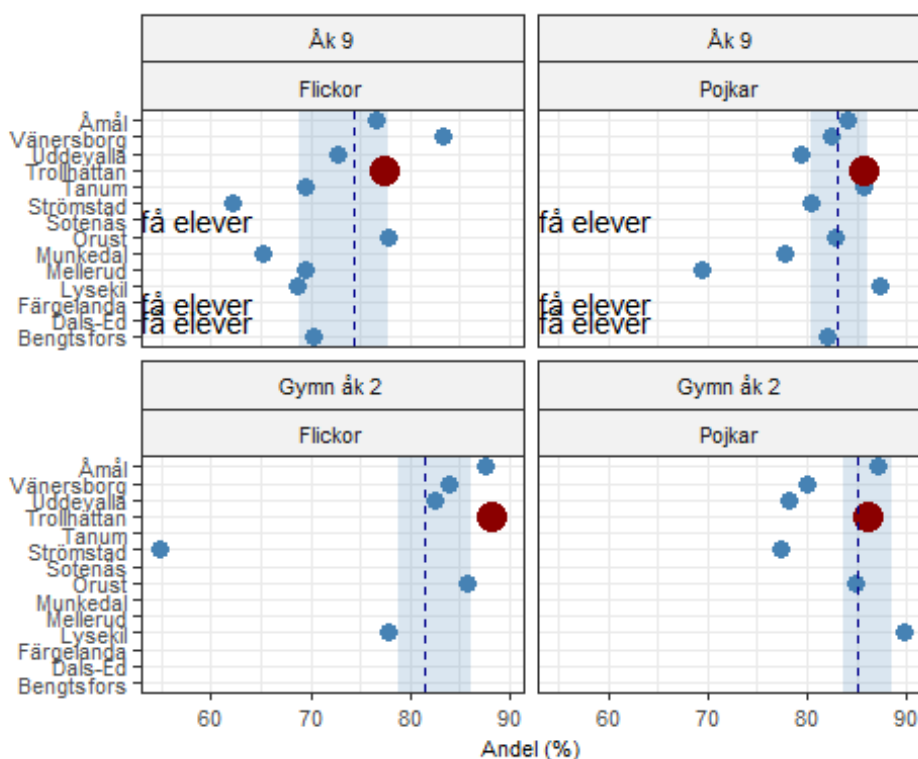 Åk 9
Åk 9
Flickor
Pojkar
Åmål
Vänersborg
Uddevalla
Trollhättan
Tanum
Strömstad
Sotenäs
Orust
Munkedal
Mellerud
Lysekil
Färgelanda
Dals-Ed
Bengtsfors
få elever
få elever
få elever
få elever
få elever
få elever
Gymn åk 2
Gymn åk 2
Flickor
Pojkar
Åmål
Vänersborg
Uddevalla
Trollhättan
Tanum
Strömstad
Sotenäs
Orust
Munkedal
Mellerud
Lysekil
Färgelanda
Dals-Ed
Bengtsfors
60 70 80 90
60 70 80 90
Andel (%)